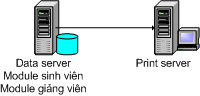 Data server
Module sinh viên
Module giảng viên
Print server